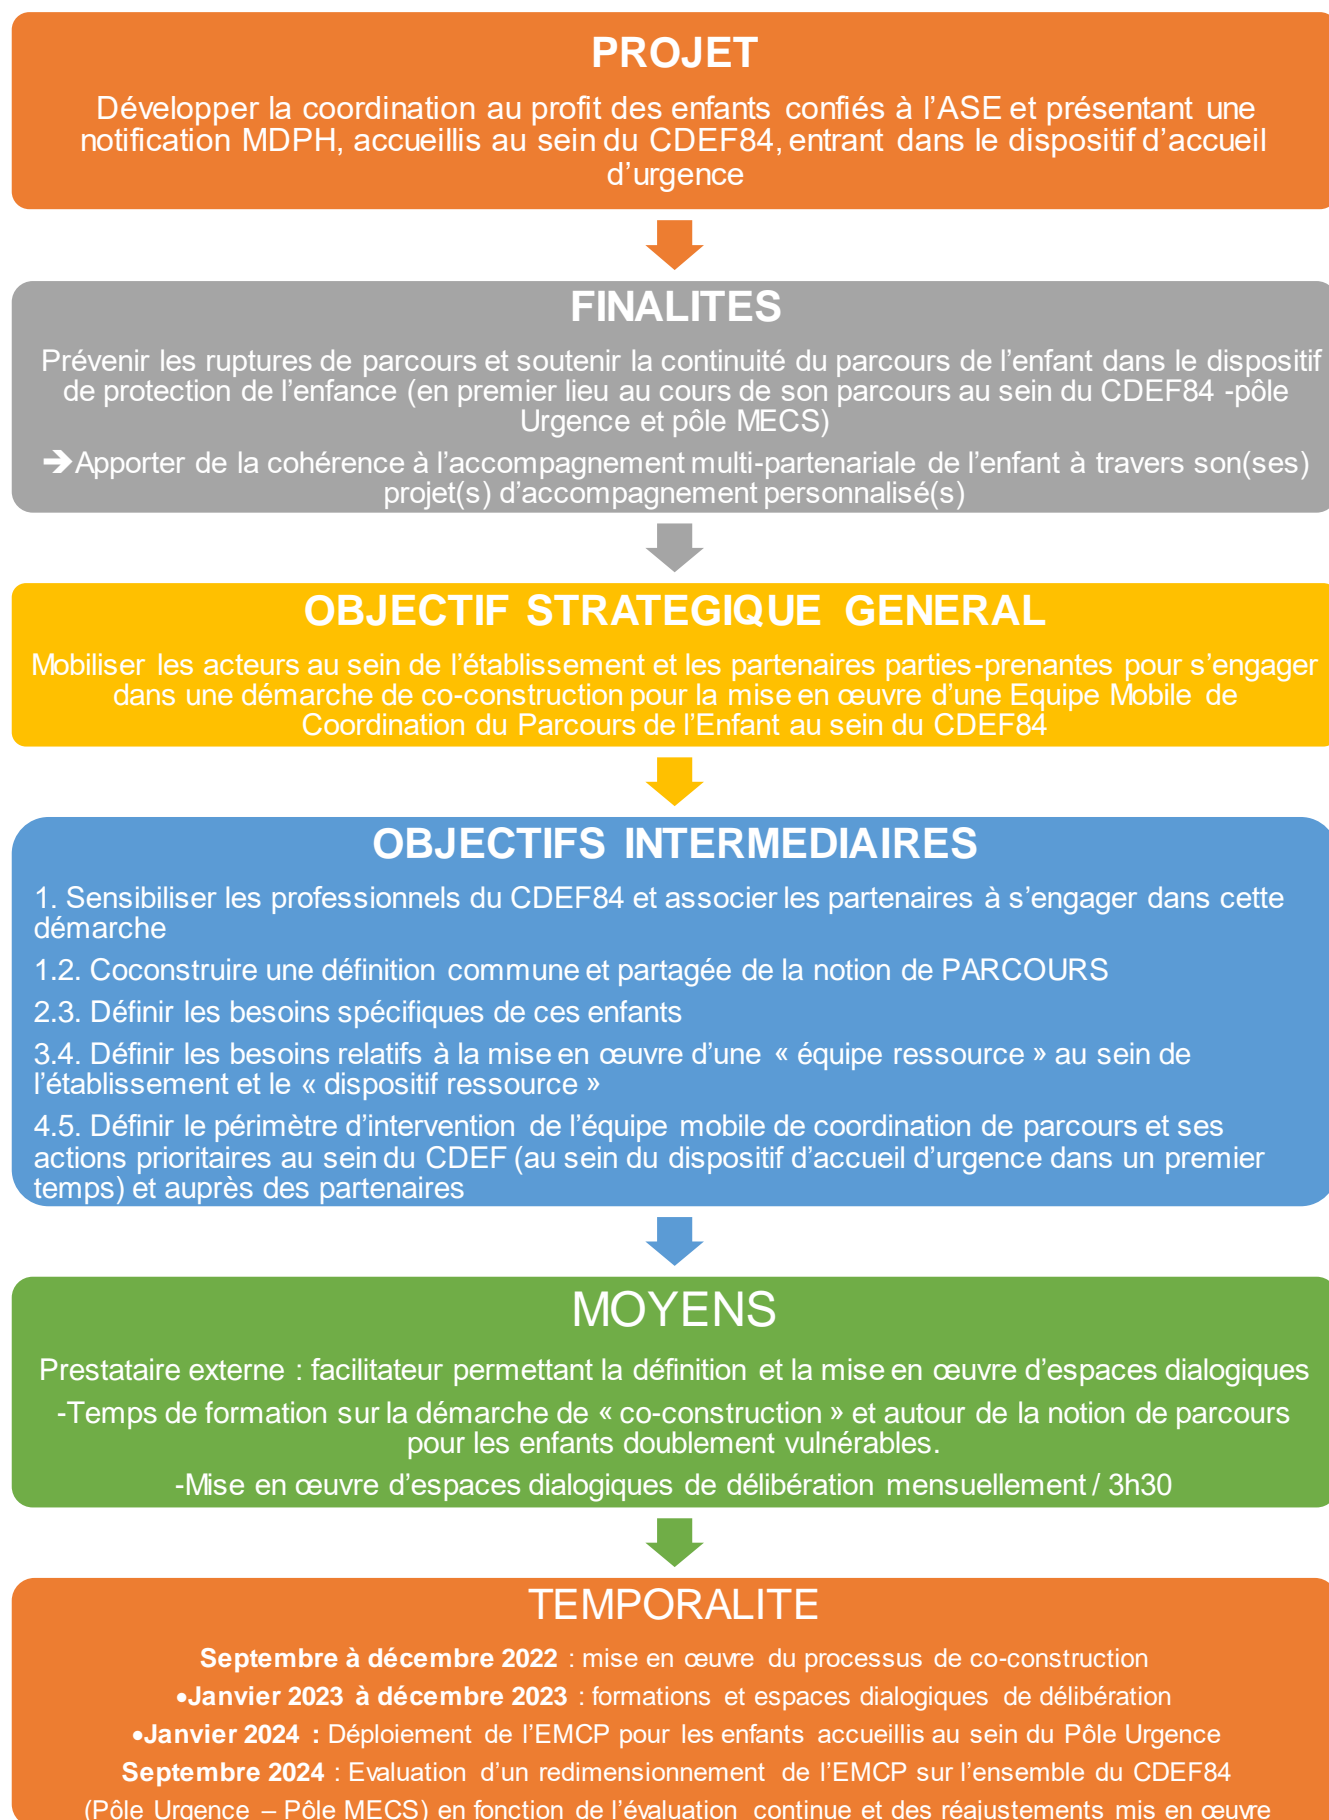 PROJET
Développer la coordination au profit des enfants confiés à l’ASE et présentant une
notification MDPH, accueillis au sein du CDEF84, entrant dans le dispositif d’accueil
d’urgence
FINALITES
Prévenir les ruptures de parcours et soutenir la continuité du parcours de l’enfant dans le dispositif
de protection de l’enfance (en premier lieu au cours de son parcours au sein du CDEF84 -pôle
Urgence et pôle MECS)
➔Apporter de la cohérence à l’accompagnement multi-partenariale de l’enfant à travers son(ses)
projet(s) d’accompagnement personnalisé(s)
OBJECTIF STRATEGIQUE GENERAL
Mobiliser les acteurs au sein de l’établissement et les partenaires parties-prenantes pour s’engager
dans une démarche de co-construction pour la mise en œuvre d’une Equipe Mobile de
Coordination du Parcours de l’Enfant au sein du CDEF84
OBJECTIFS INTERMEDIAIRES
1. Sensibiliser les professionnels du CDEF84 et associer les partenaires à s’engager dans cette
démarche
1.2. Coconstruire une définition commune et partagée de la notion de PARCOURS
2.3. Définir les besoins spécifiques de ces enfants
3.4. Définir les besoins relatifs à la mise en œuvre d’une « équipe ressource » au sein de
l’établissement et le « dispositif ressource »
4.5. Définir le périmètre d’intervention de l’équipe mobile de coordination de parcours et ses
actions prioritaires au sein du CDEF (au sein du dispositif d’accueil d’urgence dans un premier
temps) et auprès des partenaires
MOYENS
Prestataire externe : facilitateur permettant la définition et la mise en œuvre d’espaces dialogiques
-Temps de formation sur la démarche de « co-construction » et autour de la notion de parcours
pour les enfants doublement vulnérables.
-Mise en œuvre d’espaces dialogiques de délibération mensuellement / 3h30
TEMPORALITE
Septembre à décembre 2022 : mise en œuvre du processus de co-construction
•Janvier 2023 à décembre 2023 : formations et espaces dialogiques de délibération
•Janvier 2024 : Déploiement de l’EMCP pour les enfants accueillis au sein du Pôle Urgence
Septembre 2024 : Evaluation d’un redimensionnement de l’EMCP sur l’ensemble du CDEF84
(Pôle Urgence – Pôle MECS) en fonction de l’évaluation continue et des réajustements mis en œuvre